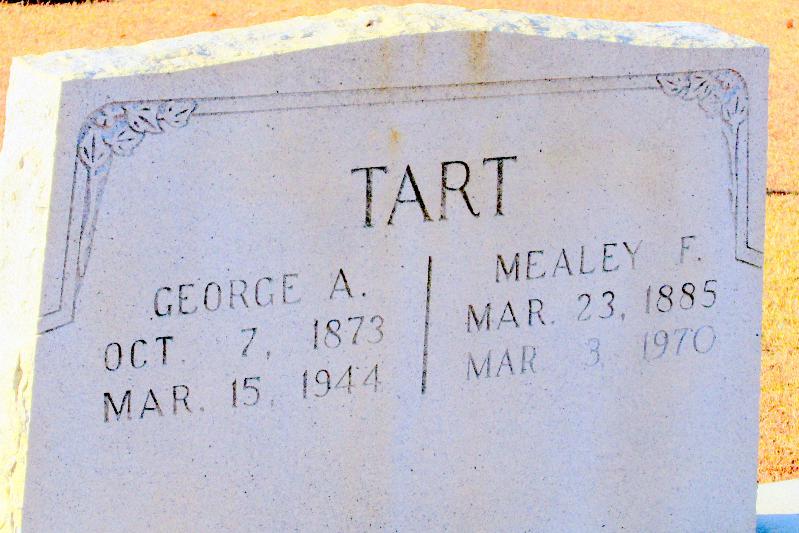 TART
GEORGE A.
OCT. 7, 1873
MAR. 15, 1944
MEALEY F.
MAR. 23, 1885
MAR 3, 1970